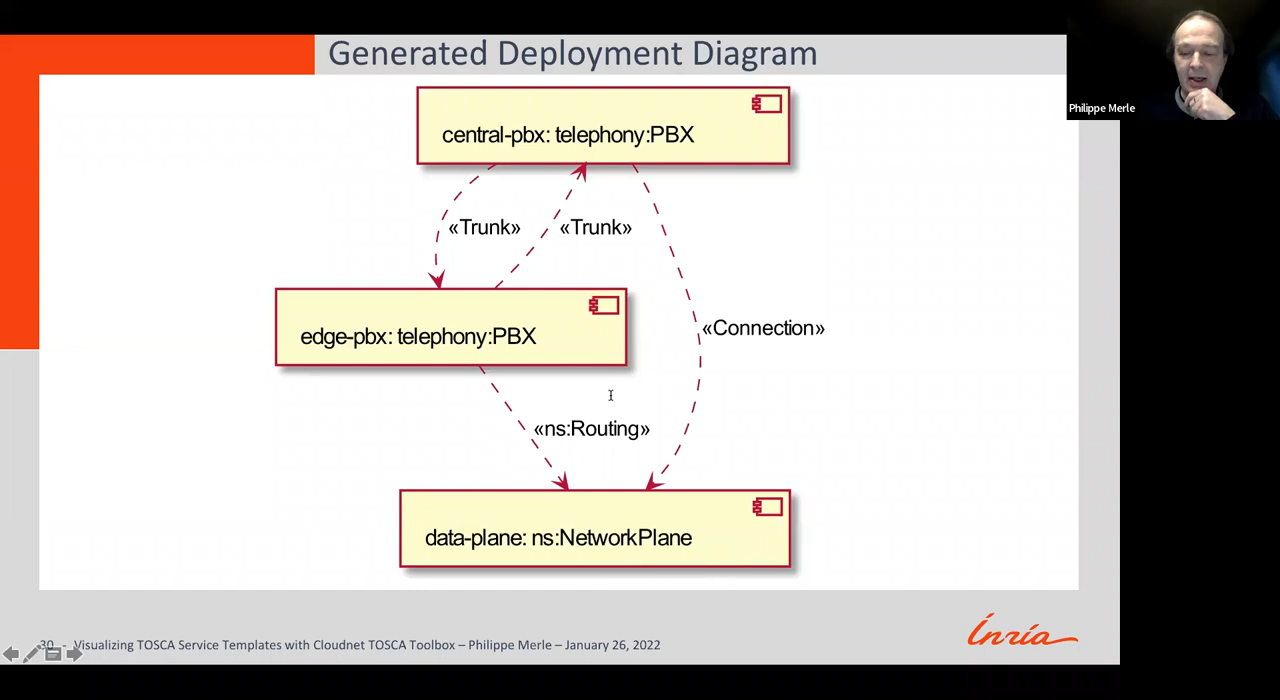 Generated Deployment Diagram
Philippe Merle
central-pbx: telephony:PBX
«Trunk»
«Trunk»
edge-pbx: telephony:PBX
«Connection»
«ns:Routing»
data-plane: ns:NetworkPlane
30 - Visualizing TOSCA Service Templates with Cloudnet TOSCA Toolbox – Philippe Merle – January 26, 2022
Inria